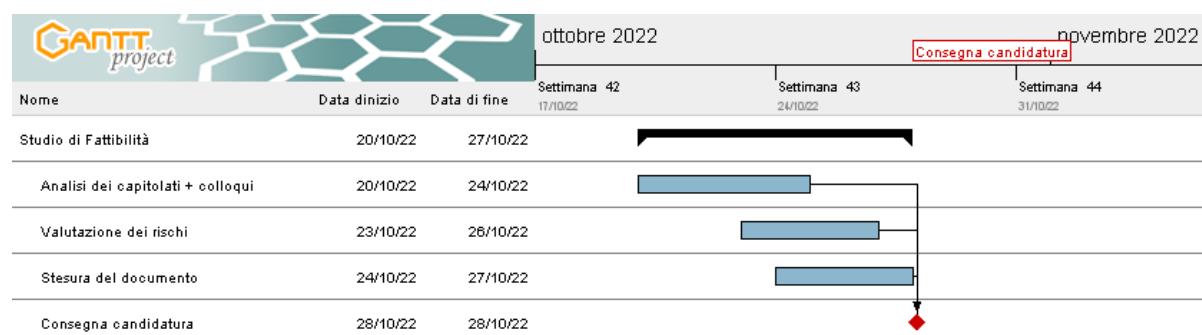 GANTT
project
ottobre 2022
novembre 2022
Consegna candidatura
Nome Data dinizio Data di fine
Settimana 42
17/10/22
Settimana 43
24/10/22
Settimana 44
31/10/22
Studio di Fattibilità 20/10/22 27/10/22
Analisi dei capitolati + colloqui 20/10/22 24/10/22
Valutazione dei rischi 23/10/22 26/10/22
Stesura del documento 24/10/22 27/10/22
Consegna candidatura 28/10/22 28/10/22